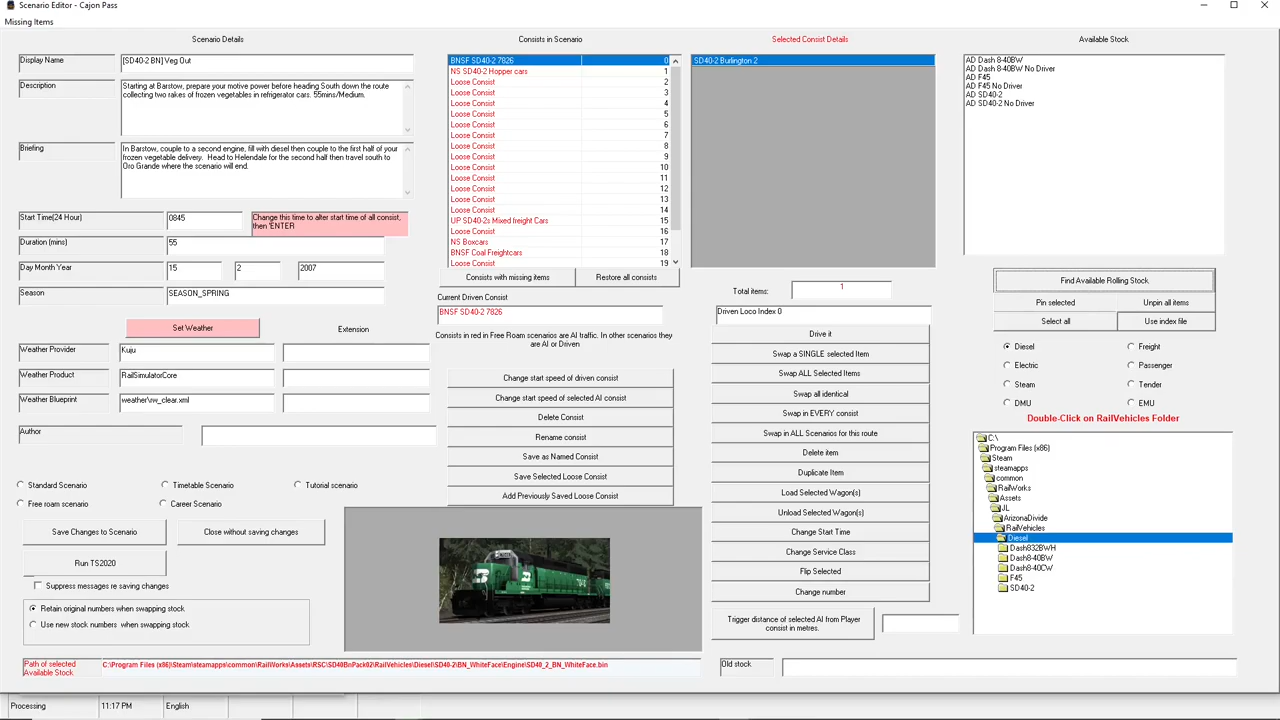 Scenario Editor - Cajon Pass
Missing Items
Scenario Details
Display Name
[SD40-2 BN] Veg Out
Description
Starting at Barstow, prepare your motive power before heading South down the route
collecting two rakes of frozen vegetables in refrigerator cars. 55mins/Medium.
Briefing
In Barstow, couple to a second engine, fill with diesel then couple to the first half of your
frozen vegetable delivery. Head to Helendale for the second half then travel south to
Oro Grande where the scenario will end.
Start Time(24 Hour)
0845
Change this time to alter start time of all consist,
then 'ENTER
Duration (mins)
55
Day Month Year
15
2
2007
Season
SEASON_SPRING
Set Weather
Extension
Weather Provider
Kuju
Weather Product
RailSimulatorCore
Weather Blueprint
weather\vw_clear.xml
Author
Standard Scenario
Timetable Scenario
Tutorial scenario
Free roam scenario
Career Scenario
Save Changes to Scenario
Close without saving changes
Run TS2020
Suppress messages re saving changes
Retain original numbers when swapping stock
Use new stock numbers when swapping stock
Consists in Scenario
BNSF SD40-2 7826 0
NS SD40-2 Hopper cars 1
Loose Consist 2
Loose Consist 3
Loose Consist 4
Loose Consist 5
Loose Consist 6
Loose Consist 7
Loose Consist 8
Loose Consist 9
Loose Consist 10
Loose Consist 11
Loose Consist 12
Loose Consist 13
Loose Consist 14
UP SD40-2s Mixed freight Cars 15
Loose Consist 16
NS Boxcars 17
BNSF Coal Freightcars 18
Loose Consist 19
Consists with missing items
Restore all consists
Current Driven Consist
BNSF SD40-2 7826
Consists in red in Free Roam scenarios are AI traffic. In other scenarios they
are AI or Driven
Change start speed of driven consist
Change start speed of selected AI consist
Delete Consist
Rename consist
Save as Named Consist
Save Selected Loose Consist
Add Previously Saved Loose Consist
Selected Consist Details
SD40-2 Burlington 2
Total items:
1
Driven Loco Index 0
Drive it
Swap a SINGLE selected Item
Swap ALL Selected Items
Swap all identical
Swap in EVERY consist
Swap in ALL Scenarios for this route
Delete item
Duplicate Item
Load Selected Wagon(s)
Unload Selected Wagon(s)
Change Start Time
Change Service Class
Flip Selected
Change number
Trigger distance of selected AI from Player
consist in metres.
Available Stock
AD Dash 8-40BW
AD Dash 8-40BW No Driver
AD F45
AD F45 No Driver
AD SD40-2
AD SD40-2 No Driver
Find Available Rolling Stock
Pin selected
Unpin all items
Select all
Use index file
Diesel
Freight
Electric
Passenger
Steam
Tender
DMU
EMU
Double-Click on RailVehicles Folder
C:\
Program Files (x86)
Steam
steamapps
common
RailWorks
Assets
JL
ArizonaDivide
RailVehicles
Diesel
Dash832BWH
Dash8-40BW
Dash8-40CW
F45
SD40-2
Path of selected
Available Stock
C:\Program Files (x86)\Steam\steamapps\common\RailWorks\Assets\RSC\SD40BnPack02\RailVehicles\Diesel\SD40-2\BN_WhiteFace\Engine\SD40_2_BN_WhiteFace.bin
Old stock
Processing
11:17 PM
English